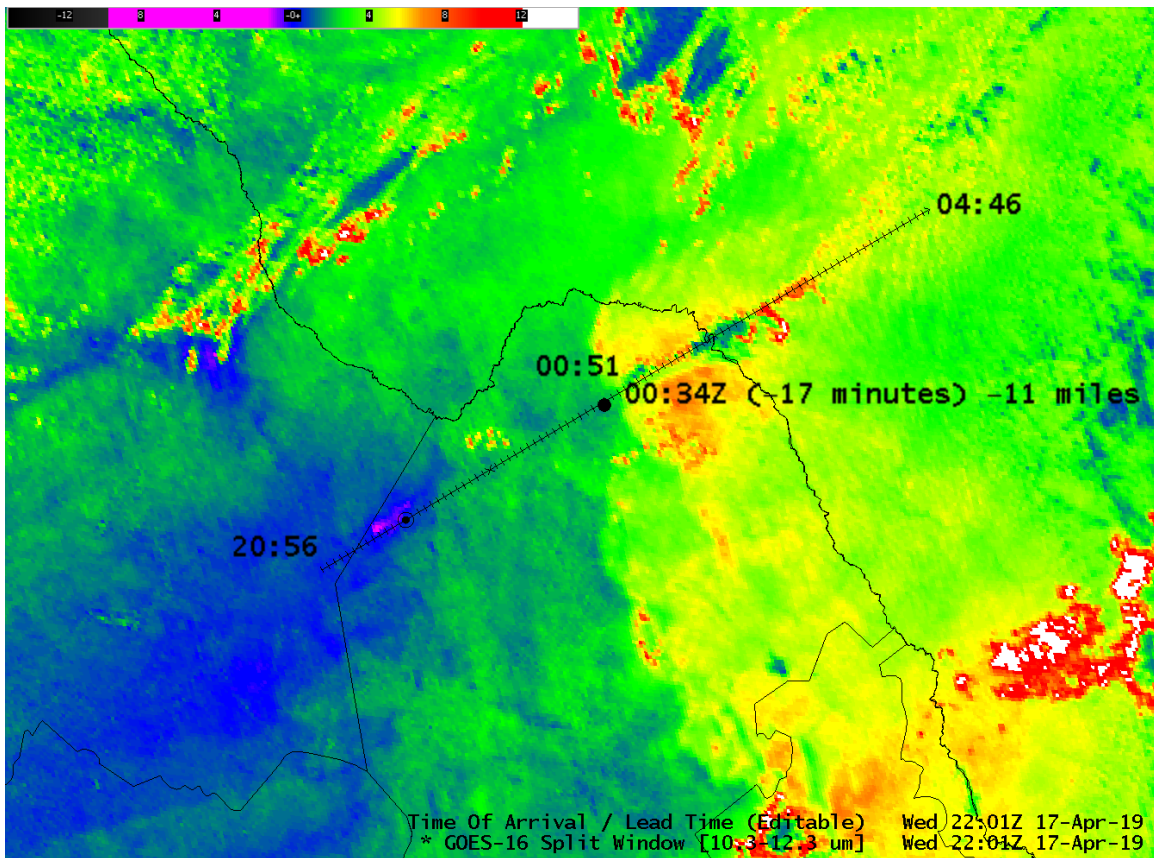 -12 8 4 -0+ 4 8 12
04:46
00:51
00:34Z (-17 minutes) -11 miles
20:56
Time Of Arrival / Lead Time (Editable) Wed 22:01Z 17-Apr-19
* GOES-16 Split Window [10.3-12.3 um] Wed 22:01Z 17-Apr-19